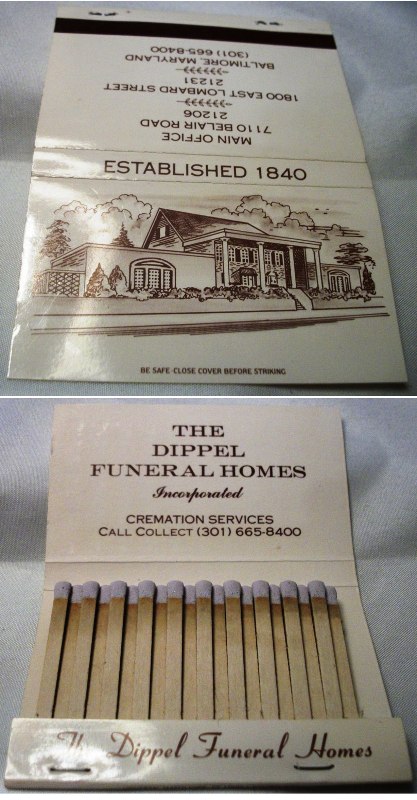 MAIN OFFICE
7110 BELAIR ROAD
21206
1800 EAST LOMBARD STREET
21231
BALTIMORE, MARYLAND
(301) 665-8400
ESTABLISHED 1840
BE SAFE-CLOSE COVER BEFORE STRIKING
THE
DIPPEL
FUNERAL HOMES
Incorporated
CREMATION SERVICES
CALL COLLECT (301) 665-8400
The Dippel Funeral Homes